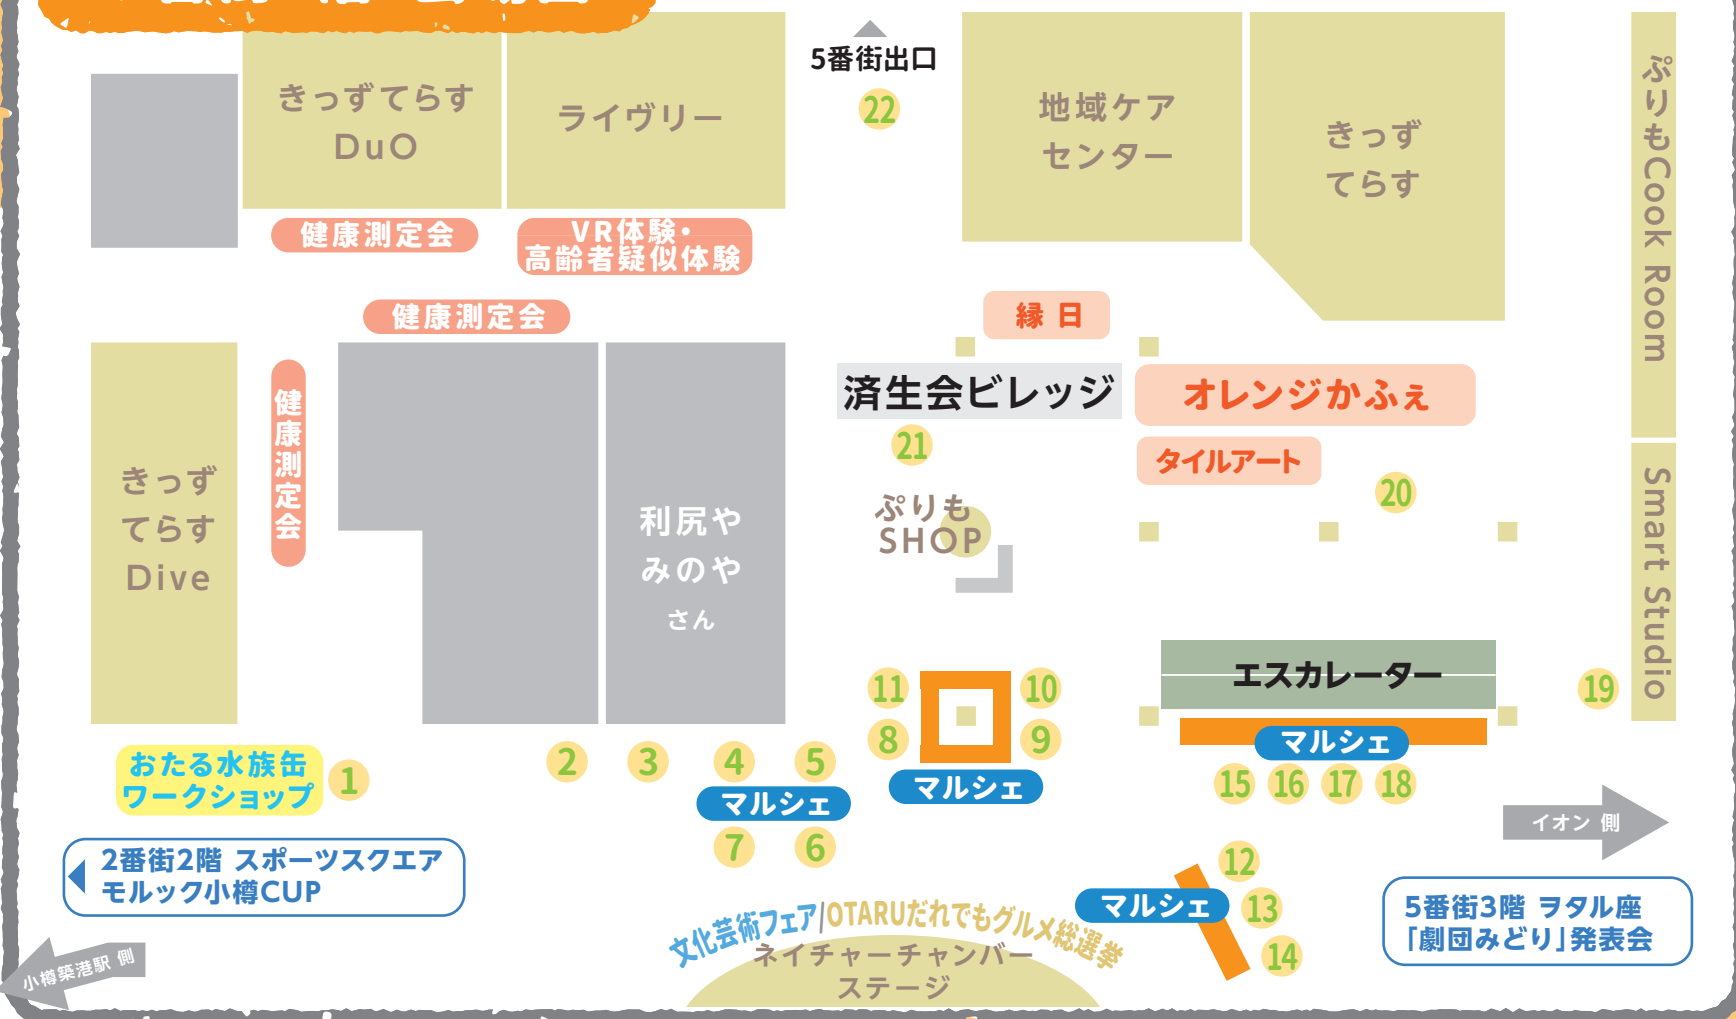 5番街出口
22
きっずてらす
DuO
ライヴリー
地域ケア
センター
きっず
てらす
ぷりもCook Room
健康測定会
VR体験・
高齢者疑似体験
健康測定会
縁日
済生会ビレッジ
オレンジかふぇ
タイルアート
21
20
きっず
てらす
Dive
健康測定会
利尻や
みのや
さん
ぷりも
SHOP
Smart Studio
エスカレーター
19
11
10
8
9
マルシェ
マルシェ
15
16
17
18
おたる水族缶
ワークショップ
1
2
3
4
5
マルシェ
7
6
イオン 側
2番街2階 スポーツスクエア
モルック小樽CUP
12
マルシェ
13
14
5番街3階 ヲタル座
「劇団みどり」発表会
文化芸術フェア/OTARUだれでもグルメ総選挙
ネイチャーチャンバー
ステージ
小樽築港駅 側